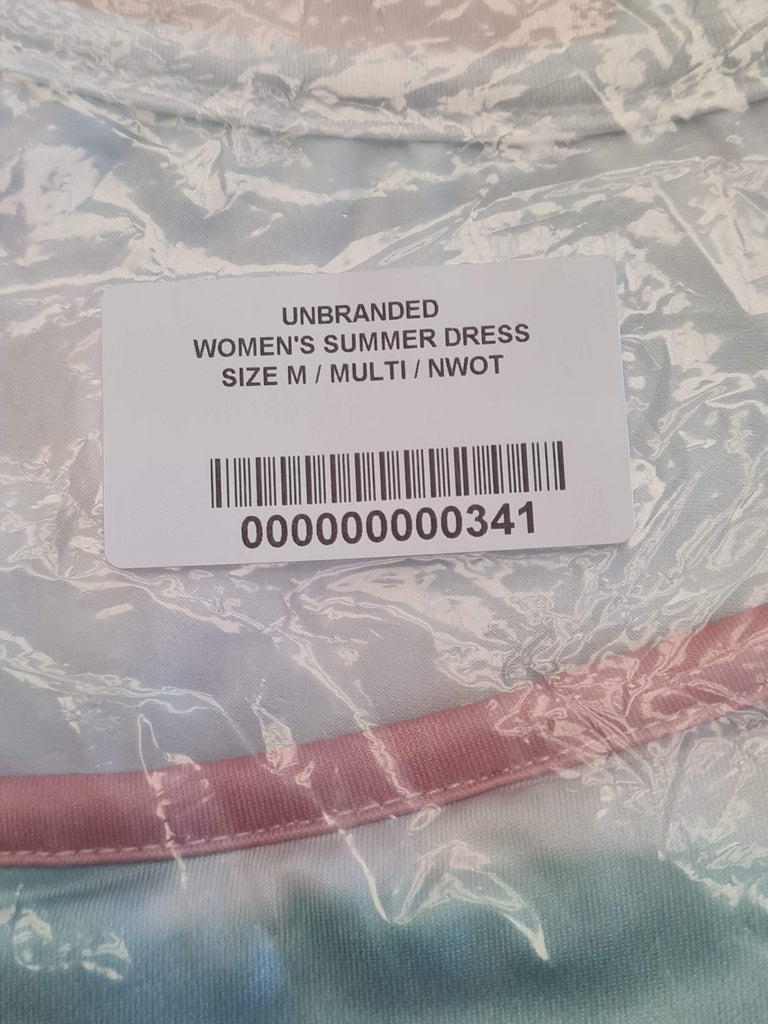 UNBRANDED
WOMEN'S SUMMER DRESS
SIZE M / MULTI / NWOT
000000000341